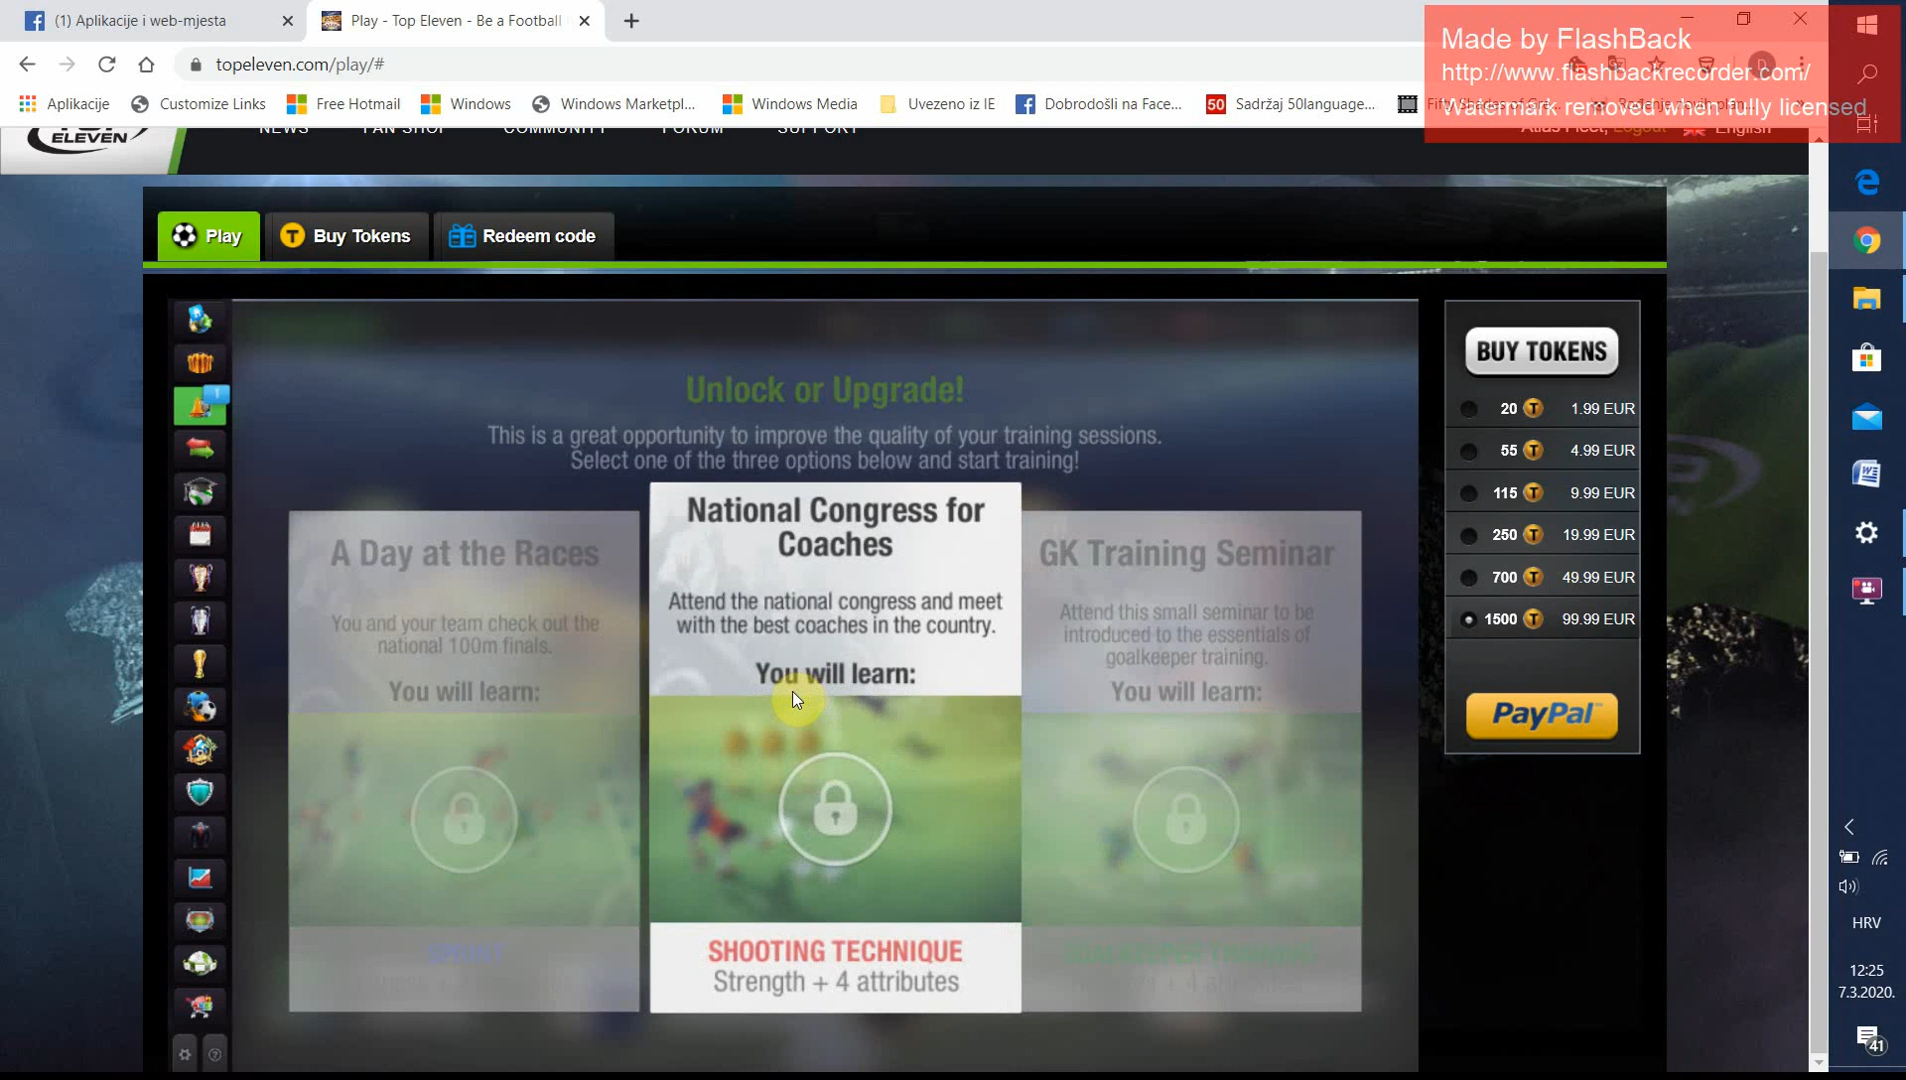 (1) Aplikacije i web-mjesta
Play - Top Eleven - Be a Football
Made by FlashBack
http://www.flashbackrecorder.com/
Watermark removed when fully licensed
topeleven.com/play/#
Aplikacije
Customize Links
Free Hotmail
Windows
Windows Marketpl...
Windows Media
Uvezeno iz IE
Dobrodošli na Face...
50
Sadržaj 50language...
ELEVEN
NEWS
FAN SHOP
COMMUNITY
FORUM
SUPPORT
Logout
English
Play
T Buy Tokens
Redeem code
Unlock or Upgrade!
This is a great opportunity to improve the quality of your training sessions.
Select one of the three options below and start training!
A Day at the Races
You and your team check out the
national 100m finals.
You will learn:
SPRINT
National Congress for
Coaches
Attend the national congress and meet
with the best coaches in the country.
You will learn:
SHOOTING TECHNIQUE
Strength + 4 attributes
GK Training Seminar
Attend this small seminar to be
introduced to the essentials of
goalkeeper training.
You will learn:
GOALKEEPER TRAINING
BUY TOKENS
20 T 1.99 EUR
55 T 4.99 EUR
115 T 9.99 EUR
250 T 19.99 EUR
700 T 49.99 EUR
1500 T 99.99 EUR
PayPal
HRV
12:25
7.3.2020.
41